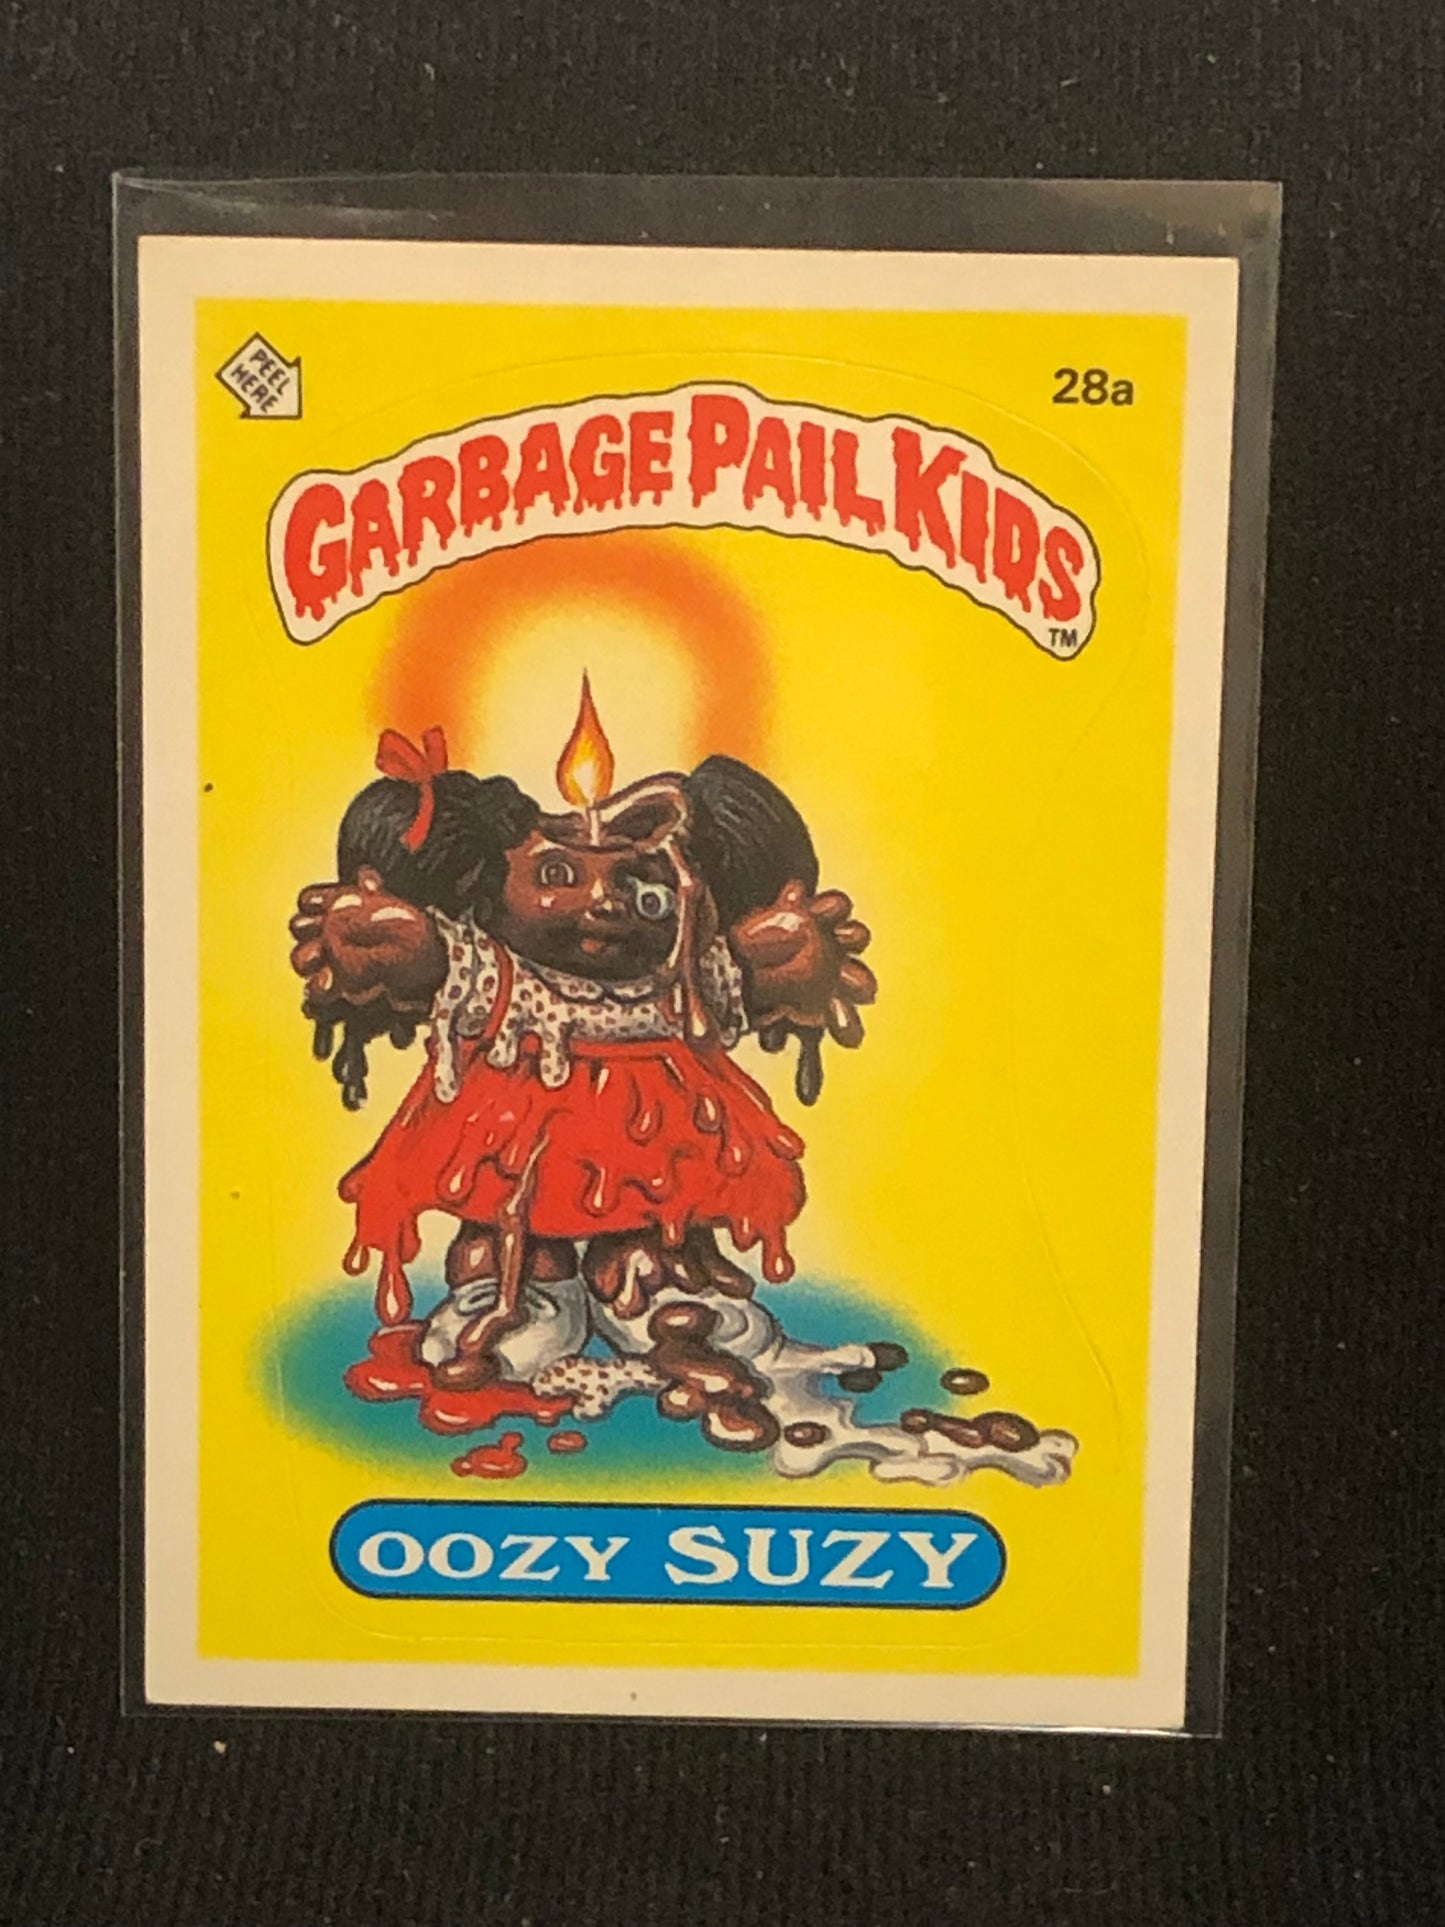 PEEL
HERE
28a
GARBAGE PAIL KIDS
TM
OOZY SUZY